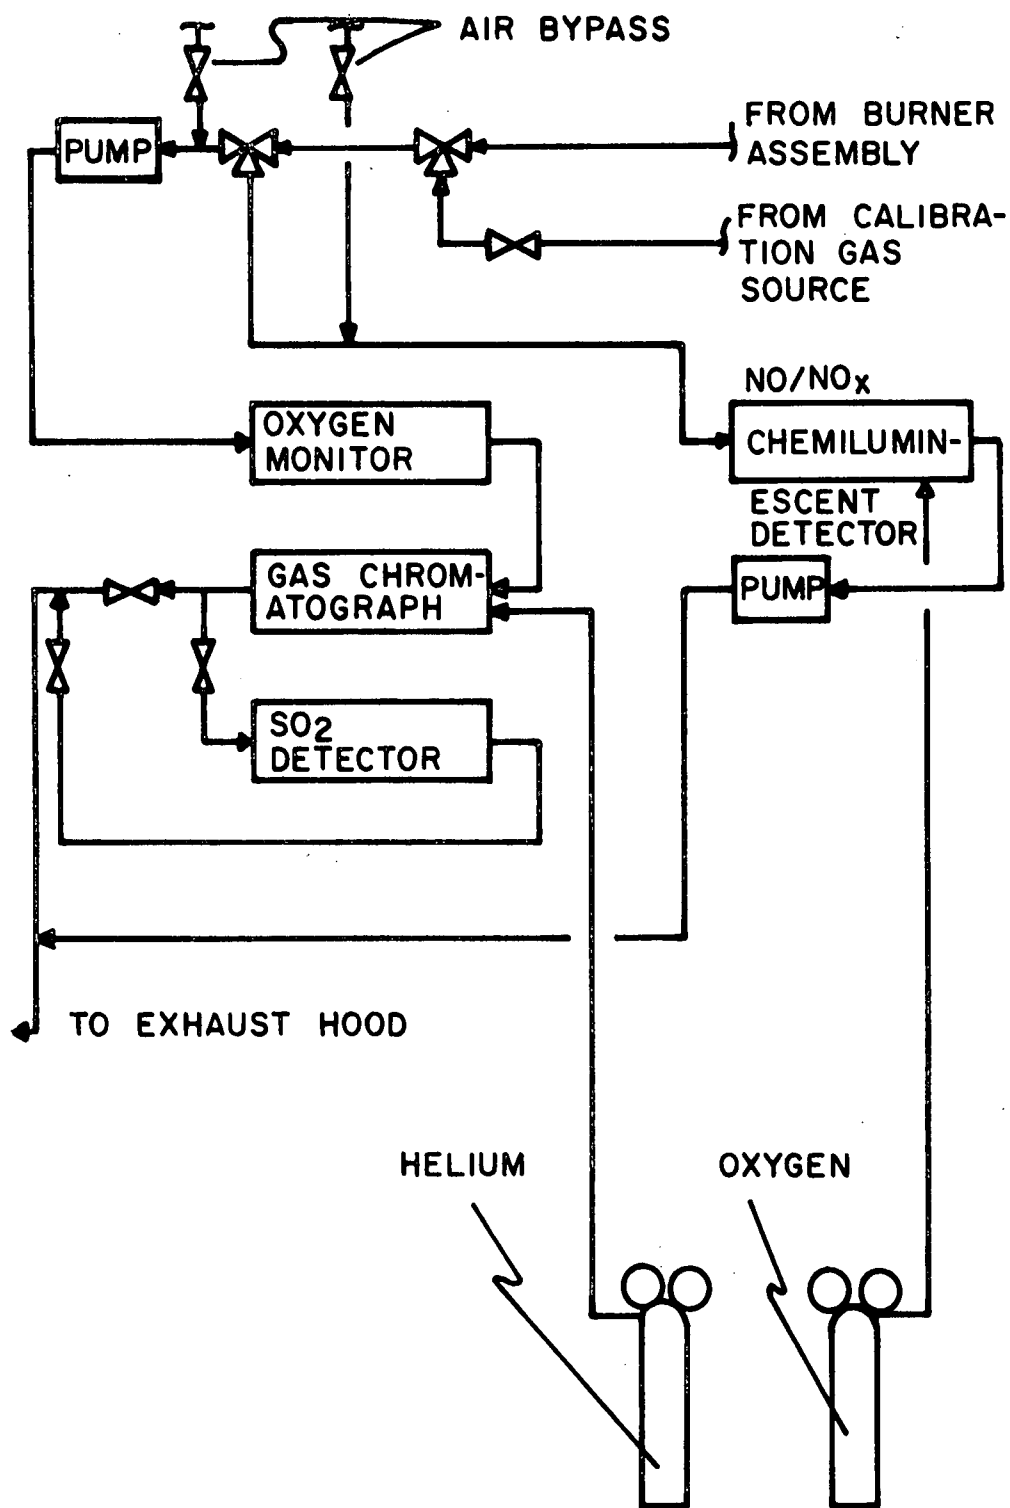 AIR BYPASS
PUMP
FROM BURNER
ASSEMBLY
FROM CALIBRA-
TION GAS
SOURCE
NO/NOx
OXYGEN
MONITOR
CHEMILUMIN-
ESCENT
DETECTOR
GAS CHROM-
ATOGRAPH
PUMP
SO2
DETECTOR
TO EXHAUST HOOD
HELIUM
OXYGEN